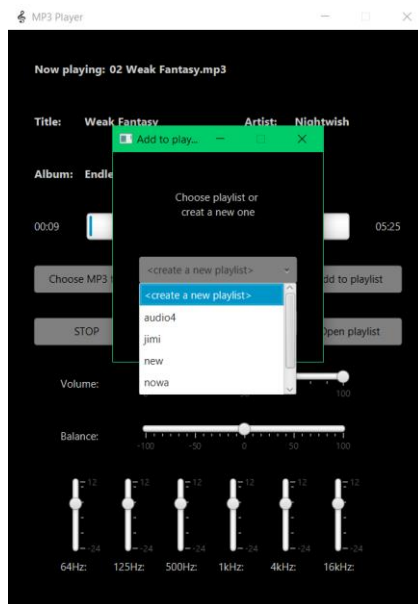 MP3 Player
Now playing: 02 Weak Fantasy.mp3
Title: Weak Fantasy Artist: Nightwish
Add to play...
Album: Endle
Choose playlist or
creat a new one
00:09 05:25
<create a new playlist>
Choose MP3 dd to playlist
<create a new playlist>
audio4
jimi
STOP pen playlist
new
nowa
Volume: 100
Balance:
-100 -50 0 50 100
12 12 12 12 12 12
-24 -24 -24 -24 -24 -24
64Hz: 125Hz: 500Hz: 1kHz: 4kHz: 16kHz: